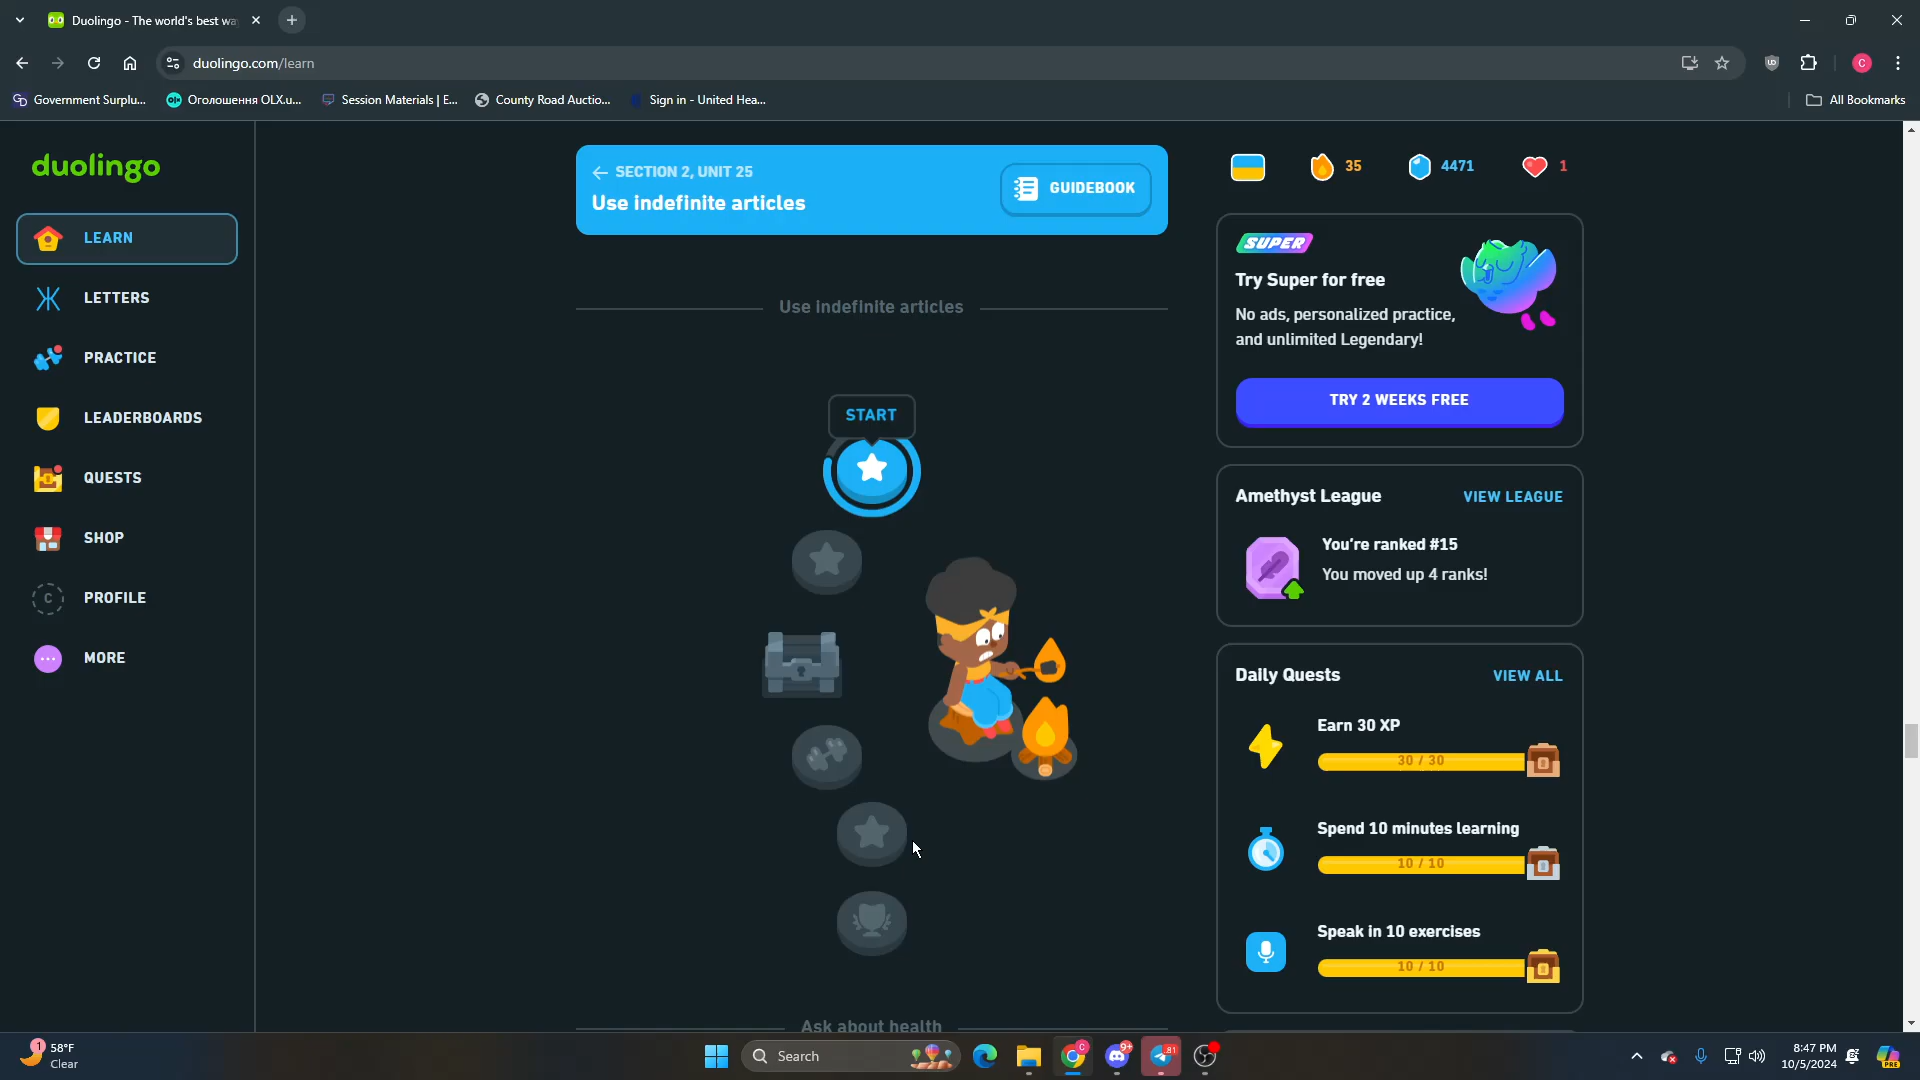 Duolingo - The world's best wa
duolingo.com/learn
Government Surplu...
Оголошення OLX.u...
Session Materials | E...
County Road Auctio...
Sign in - United Hea...
All Bookmarks
duolingo
LEARN
LETTERS
PRACTICE
LEADERBOARDS
QUESTS
SHOP
C
PROFILE
MORE
SECTION 2, UNIT 25
Use indefinite articles
GUIDEBOOK
Use indefinite articles
START
Ask about health
35
4471
1
SUPER
Try Super for free
No ads, personalized practice,
and unlimited Legendary!
TRY 2 WEEKS FREE
Amethyst League
VIEW LEAGUE
You're ranked #15
You moved up 4 ranks!
Daily Quests
VIEW ALL
Earn 30 XP
30 / 30
Spend 10 minutes learning
10 / 10
Speak in 10 exercises
10 / 10
1
58°F
Clear
Search
C
9+
81
8:47 PM
10/5/2024
PRE